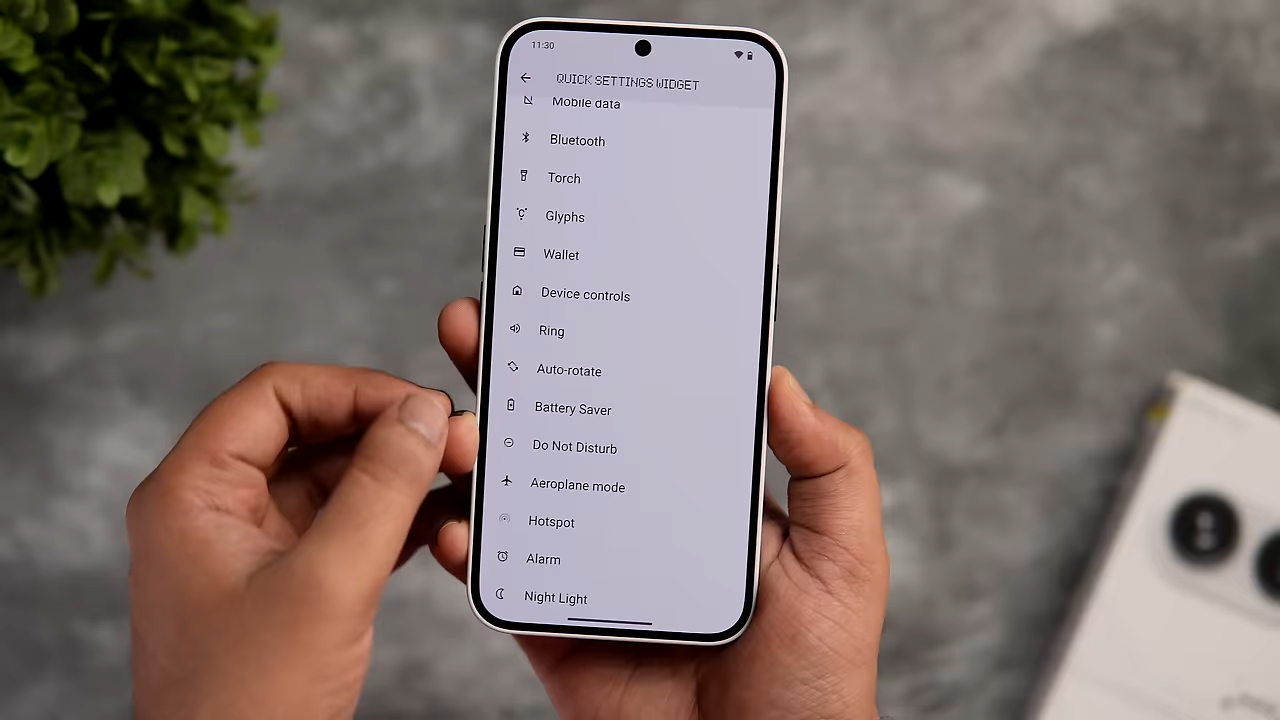 11:30
QUICK SETTINGS WIDGET
Mobile data
Bluetooth
Torch
Glyphs
Wallet
Device controls
Ring
Auto-rotate
Battery Saver
Do Not Disturb
Aeroplane mode
Hotspot
Alarm
Night Light